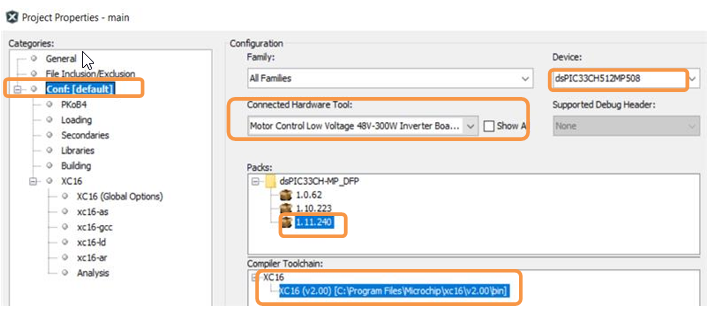 Project Properties - main
Categories:
General
File Inclusion/Exclusion
Conf: [default]
PKoB4
Loading
Secondaries
Libraries
Building
XC16
XC16 (Global Options)
xc16-as
xc16-gcc
xc16-ld
xc16-ar
Analysis
Configuration
Family:
All Families
Device:
dsPIC33CH512MP508
Connected Hardware Tool:
Motor Control Low Voltage 48V-300W Inverter Boa...
Show A
Supported Debug Header:
None
Packs:
dsPIC33CH-MP_DFP
1.0.62
1.10.223
1.11.240
Compiler Toolchain:
XC16
XC16 (v2.00) [C:\Program Files\Microchip\xc16\v2.00\bin]